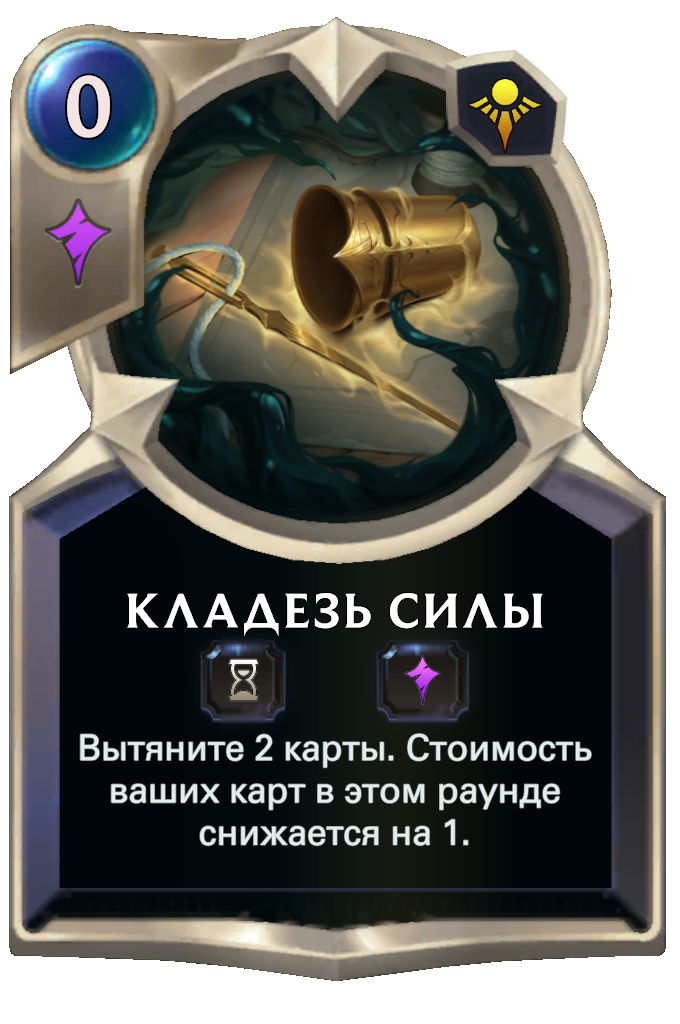 0
КЛАДЕЗЬ СИЛЫ
Вытяните 2 карты. Стоимость
ваших карт в этом раунде
снижается на 1.